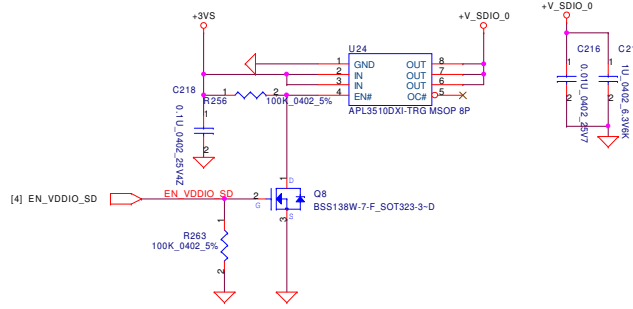 +3VS
+V_SDIO_0
+V_SDIO_0
U24
1 GND OUT 8
2 IN OUT 7
3 IN OUT 6
4 EN# OC# 5
APL3510DXI-TRG MSOP 8P
C218
1
2
0.1U_0402_25V4Z
R256
1 2
100K_0402_5%
C216
1
2
0.01U_0402_25V7
1
2
1U_0402_6.3V6K
[4] EN_VDDIO_SD
EN_VDDIO_SD
2
G
1
D
3
S
Q8
BSS138W-7-F_SOT323-3~D
1
R263
100K_0402_5%
2